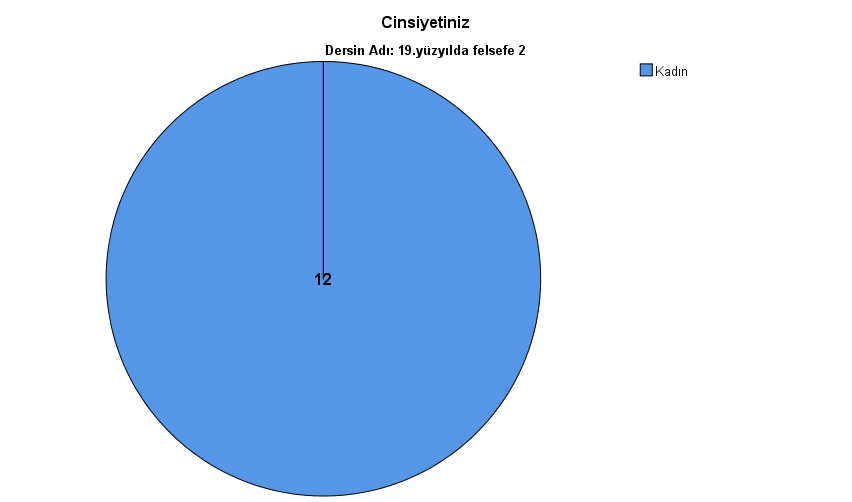 Cinsiyetiniz
Dersin Adı: 19.yüzyılda felsefe 2
Kadın
12